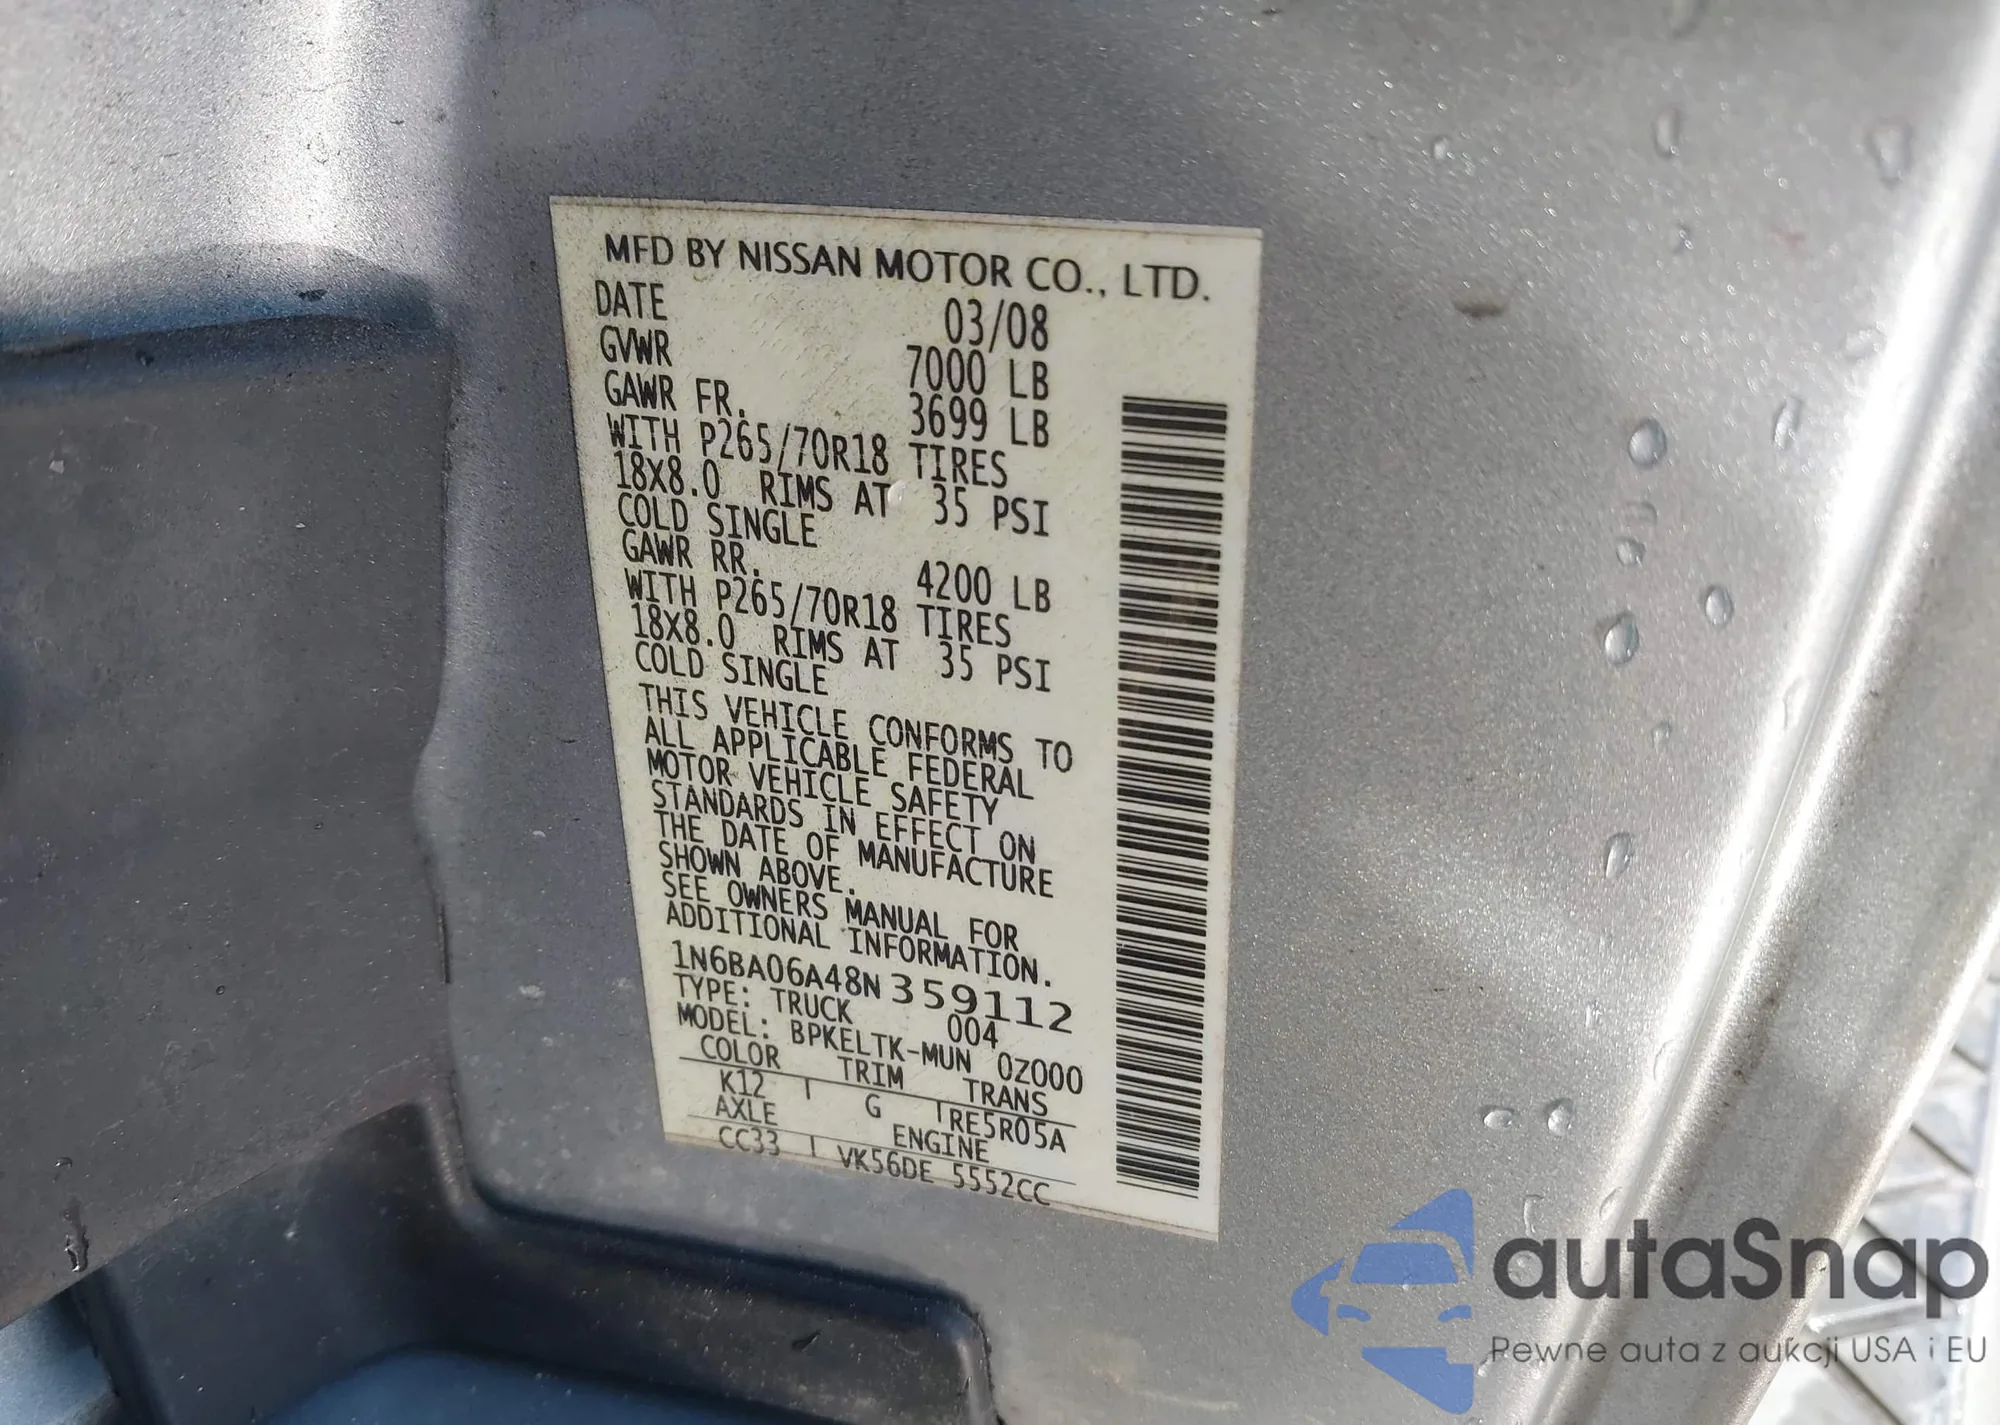 MFD BY NISSAN MOTOR CO., LTD.
DATE 03/08
GVWR 7000 LB
GAWR FR. 3699 LB
WITH P265/70R18 TIRES
18X8.0 RIMS AT 35 PSI
COLD SINGLE
GAWR RR. 4200 LB
WITH P265/70R18 TIRES
18X8.0 RIMS AT 35 PSI
COLD SINGLE
THIS VEHICLE CONFORMS TO
ALL APPLICABLE FEDERAL
MOTOR VEHICLE SAFETY
STANDARDS IN EFFECT ON
THE DATE OF MANUFACTURE
SHOWN ABOVE.
SEE OWNERS MANUAL FOR
ADDITIONAL INFORMATION.
1N6BA06A48N359112
TYPE: TRUCK 004
MODEL: BPKELTK-MUN 0Z000
COLOR TRIM TRANS
K12 G RE5R05A
AXLE ENGINE
CC33 VK56DE 5552CC
autaSnap
Pewne auta z aukcji USA i EU